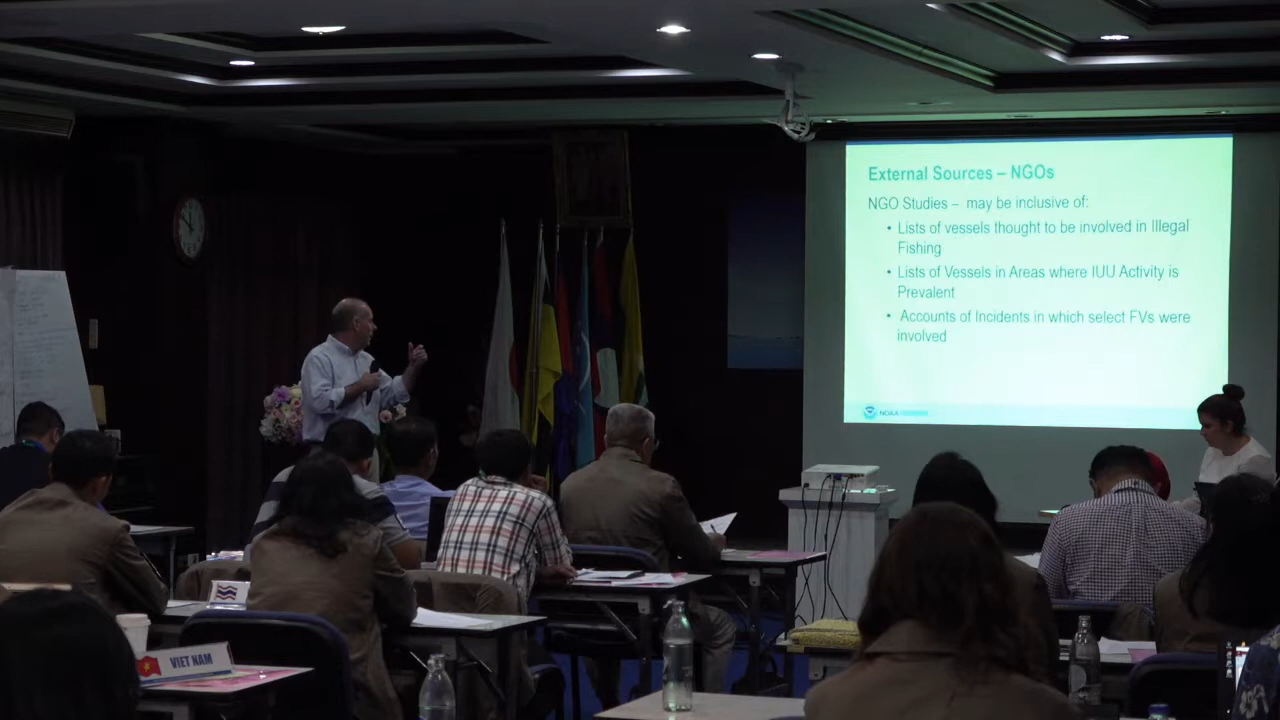 External Sources – NGOs
NGO Studies – may be inclusive of:
• Lists of vessels thought to be involved in Illegal
Fishing
• Lists of Vessels in Areas where IUU Activity is
Prevalent
• Accounts of Incidents in which select FVs were
involved
NOAA
VIET NAM